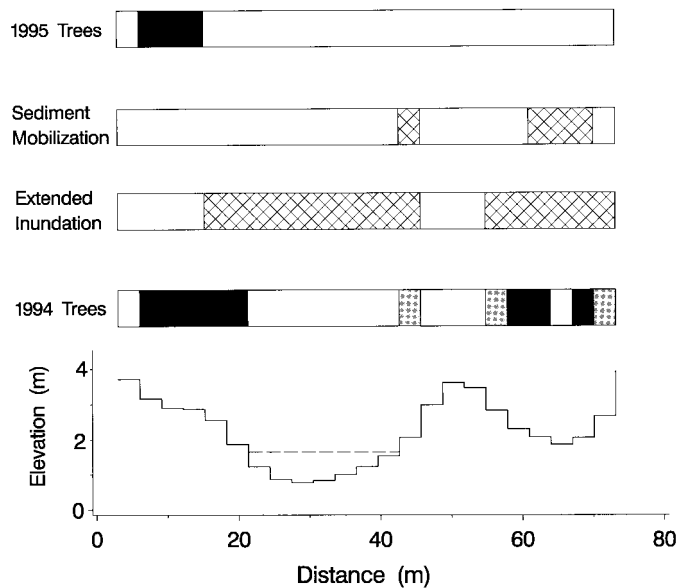 1995 Trees
Sediment
Mobilization
Extended
Inundation
1994 Trees
Elevation (m)
4
2
0
0 20 40 60 80
Distance (m)